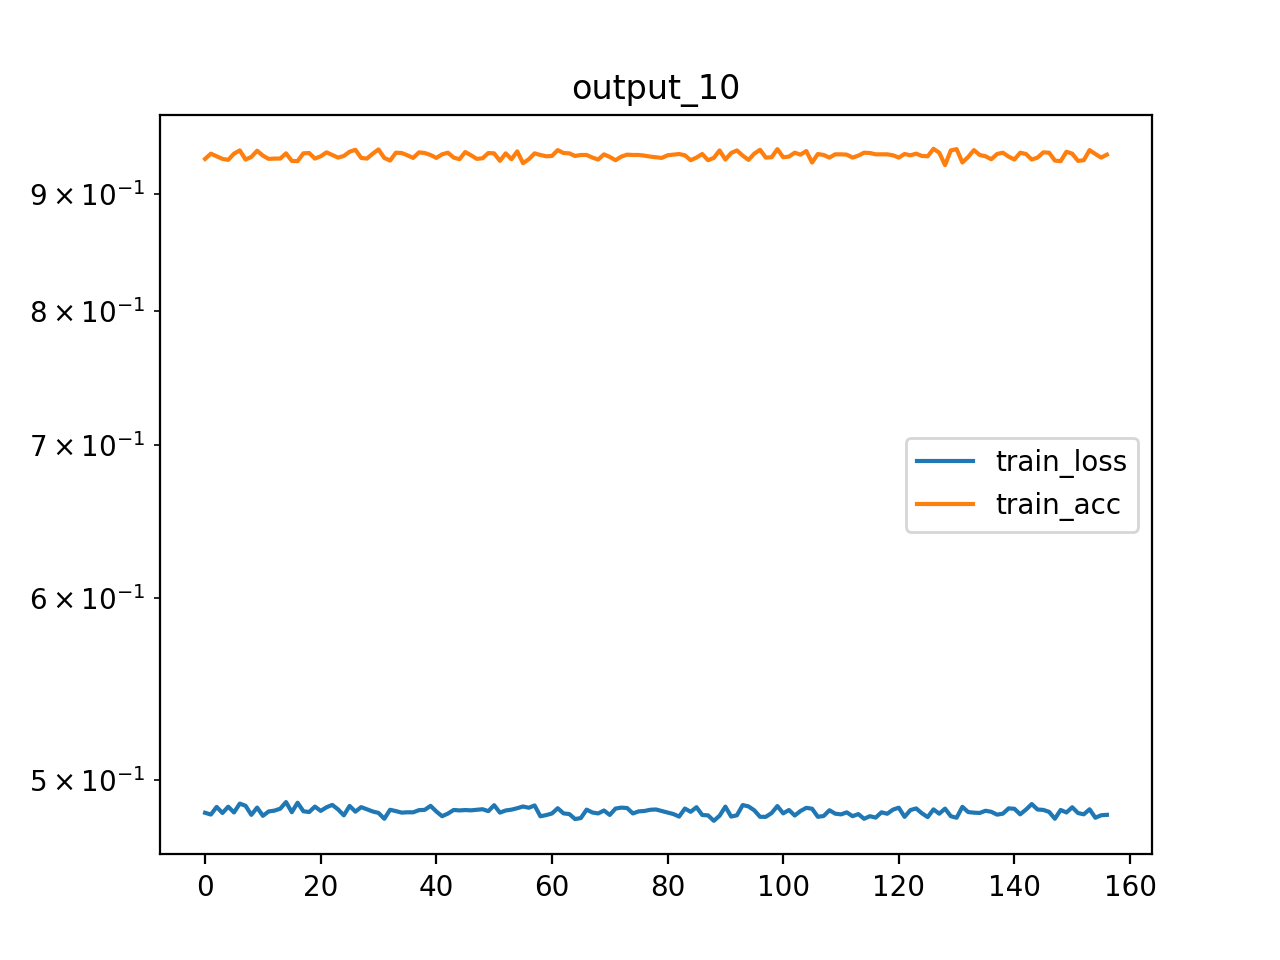 output_10
9 × 10⁻¹
8 × 10⁻¹
7 × 10⁻¹
6 × 10⁻¹
5 × 10⁻¹
train_loss
train_acc
0 20 40 60 80 100 120 140 160